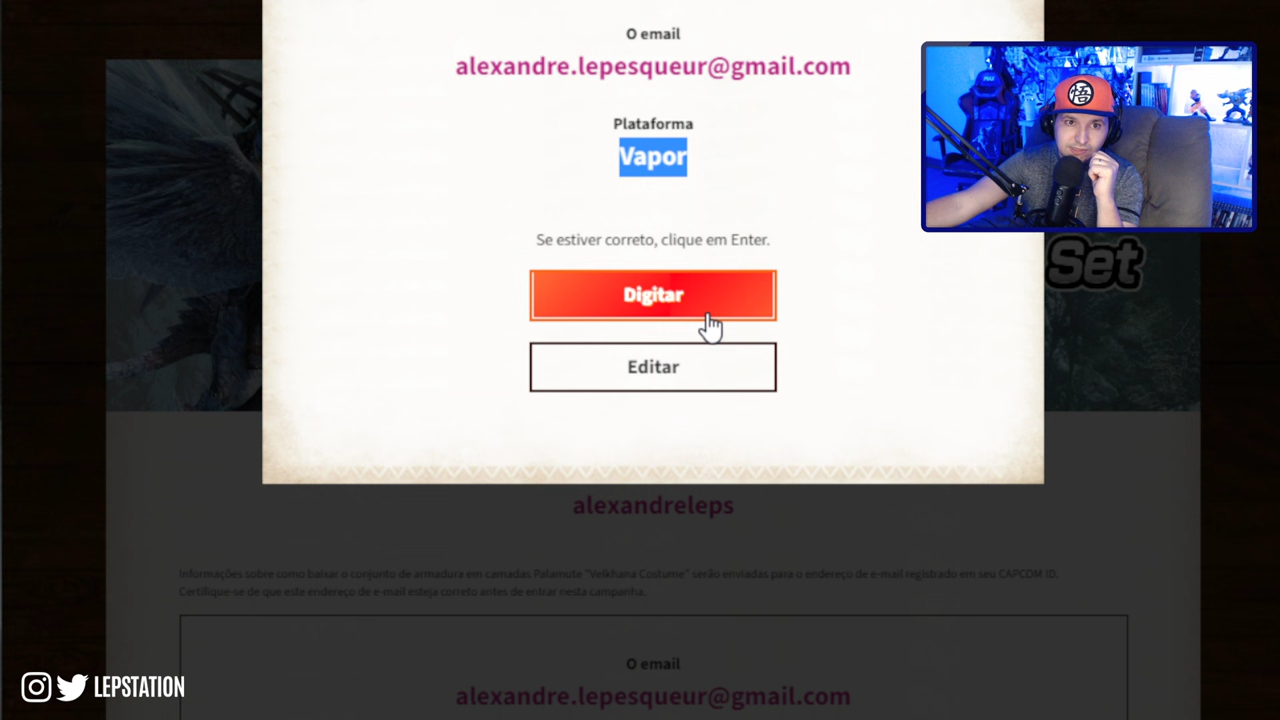 O email
alexandre.lepesqueur@gmail.com
Plataforma
Vapor
Se estiver correto, clique em Enter.
Digitar
Editar
Set
alexandreleps
Informações sobre como baixar o conjunto de armadura em camadas Palamute "Velkhana Costume" serão enviadas para o endereço de e-mail registrado em seu CAPCOM ID.
Certifique-se de que este endereço de e-mail esteja correto antes de entrar nesta campanha.
O email
alexandre.lepesqueur@gmail.com
LEPSTATION
悟